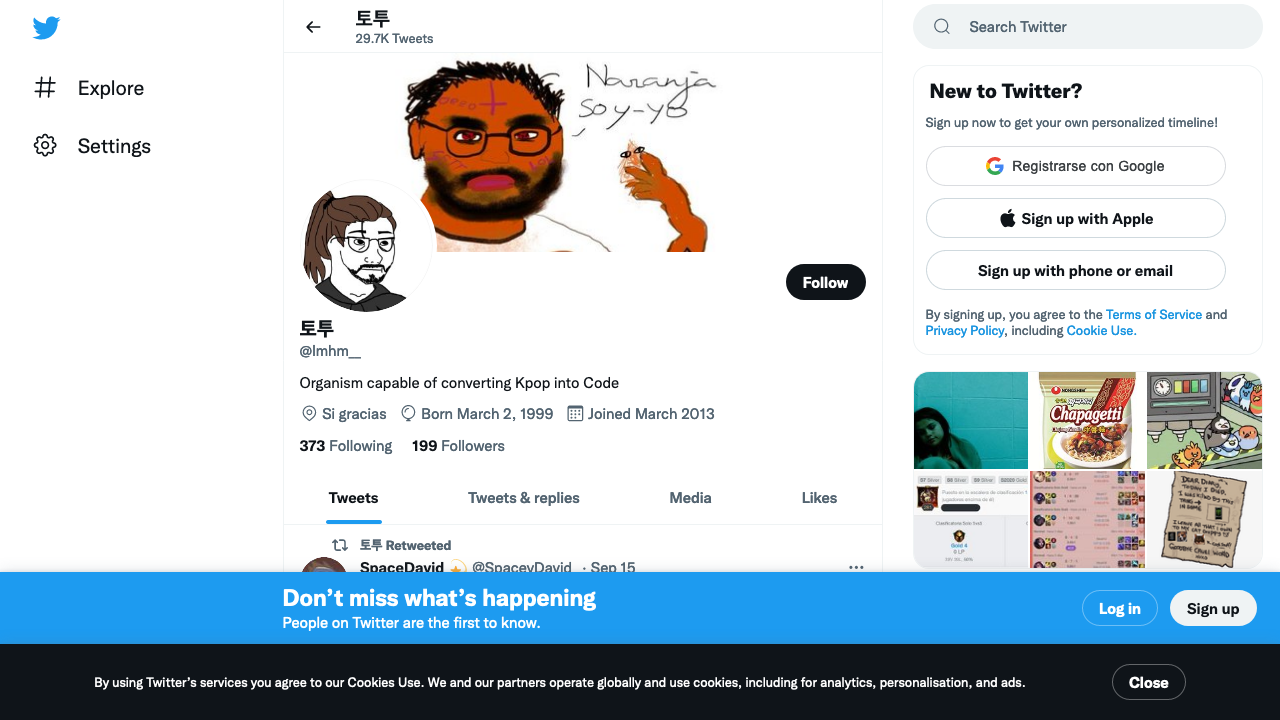 Explore
Settings
토투
29.7K Tweets
Naranja
soy-yo
Follow
토투
@lmhm__
Organism capable of converting Kpop into Code
Si gracias Born March 2, 1999 Joined March 2013
373 Following 199 Followers
Tweets Tweets & replies Media Likes
토투 Retweeted
SpaceDavid @SpaceyDavid · Sep 15
Search Twitter
New to Twitter?
Sign up now to get your own personalized timeline!
Registrarse con Google
Sign up with Apple
Sign up with phone or email
By signing up, you agree to the Terms of Service and
Privacy Policy, including Cookie Use.
NONGSHIM
Chapagetti
Don't miss what's happening
People on Twitter are the first to know.
Log in
Sign up
By using Twitter's services you agree to our Cookies Use. We and our partners operate globally and use cookies, including for analytics, personalisation, and ads.
Close